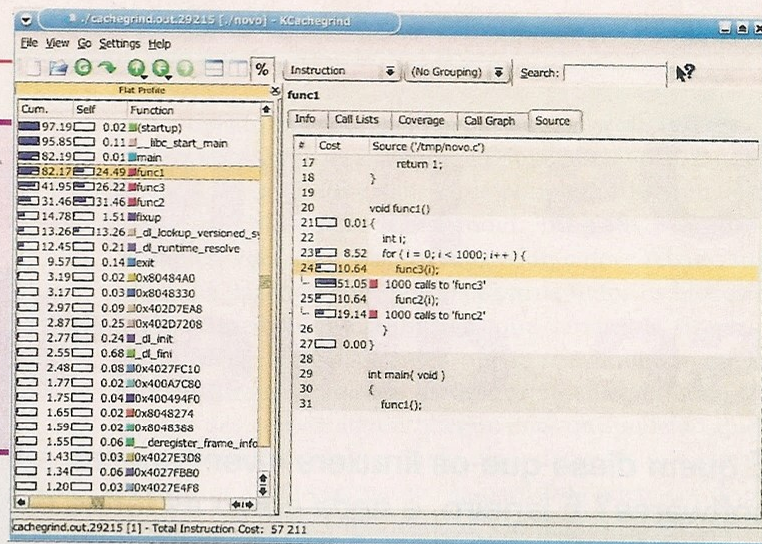 ./cachegrind.out.29215 [./novo] - KCachegrind
File View Go Settings Help
% Instruction (No Grouping) Search:
Flat Profile
Cum. Self Function
97.19 0.02 (startup)
95.85 0.11 __libc_start_main
82.19 0.01 main
82.17 24.49 func1
41.95 26.22 func3
31.46 31.46 func2
14.78 1.51 fixup
13.26 13.26 _dl_lookup_versioned_sy
12.45 0.21 _dl_runtime_resolve
9.57 0.14 exit
3.19 0.02 0x80484A0
3.17 0.03 0x8048330
2.97 0.09 0x402D7EA8
2.87 0.25 0x402D7208
2.77 0.24 _dl_init
2.55 0.68 _dl_fini
2.48 0.08 0x4027FC10
1.77 0.02 0x400A7C80
1.75 0.04 0x400494F0
1.65 0.02 0x8048274
1.59 0.02 0x8048388
1.55 0.06 __deregister_frame_info
1.43 0.03 0x4027E3D8
1.34 0.06 0x4027FBB0
1.20 0.03 0x4027E4F8
func1
Info Call Lists Coverage Call Graph Source
# Cost Source ('/tmp/novo.c')
17 return 1;
18 }
19
20 void func1()
21 0.01 {
22 int i;
23 8.52 for ( i = 0; i < 1000; i++ ) {
24 10.64 func3(i);
51.05 1000 calls to 'func3'
25 10.64 func2(i);
19.14 1000 calls to 'func2'
26 }
27 0.00 }
28
29 int main( void )
30 {
31 func1();
cachegrind.out.29215 [1] - Total Instruction Cost: 57 211